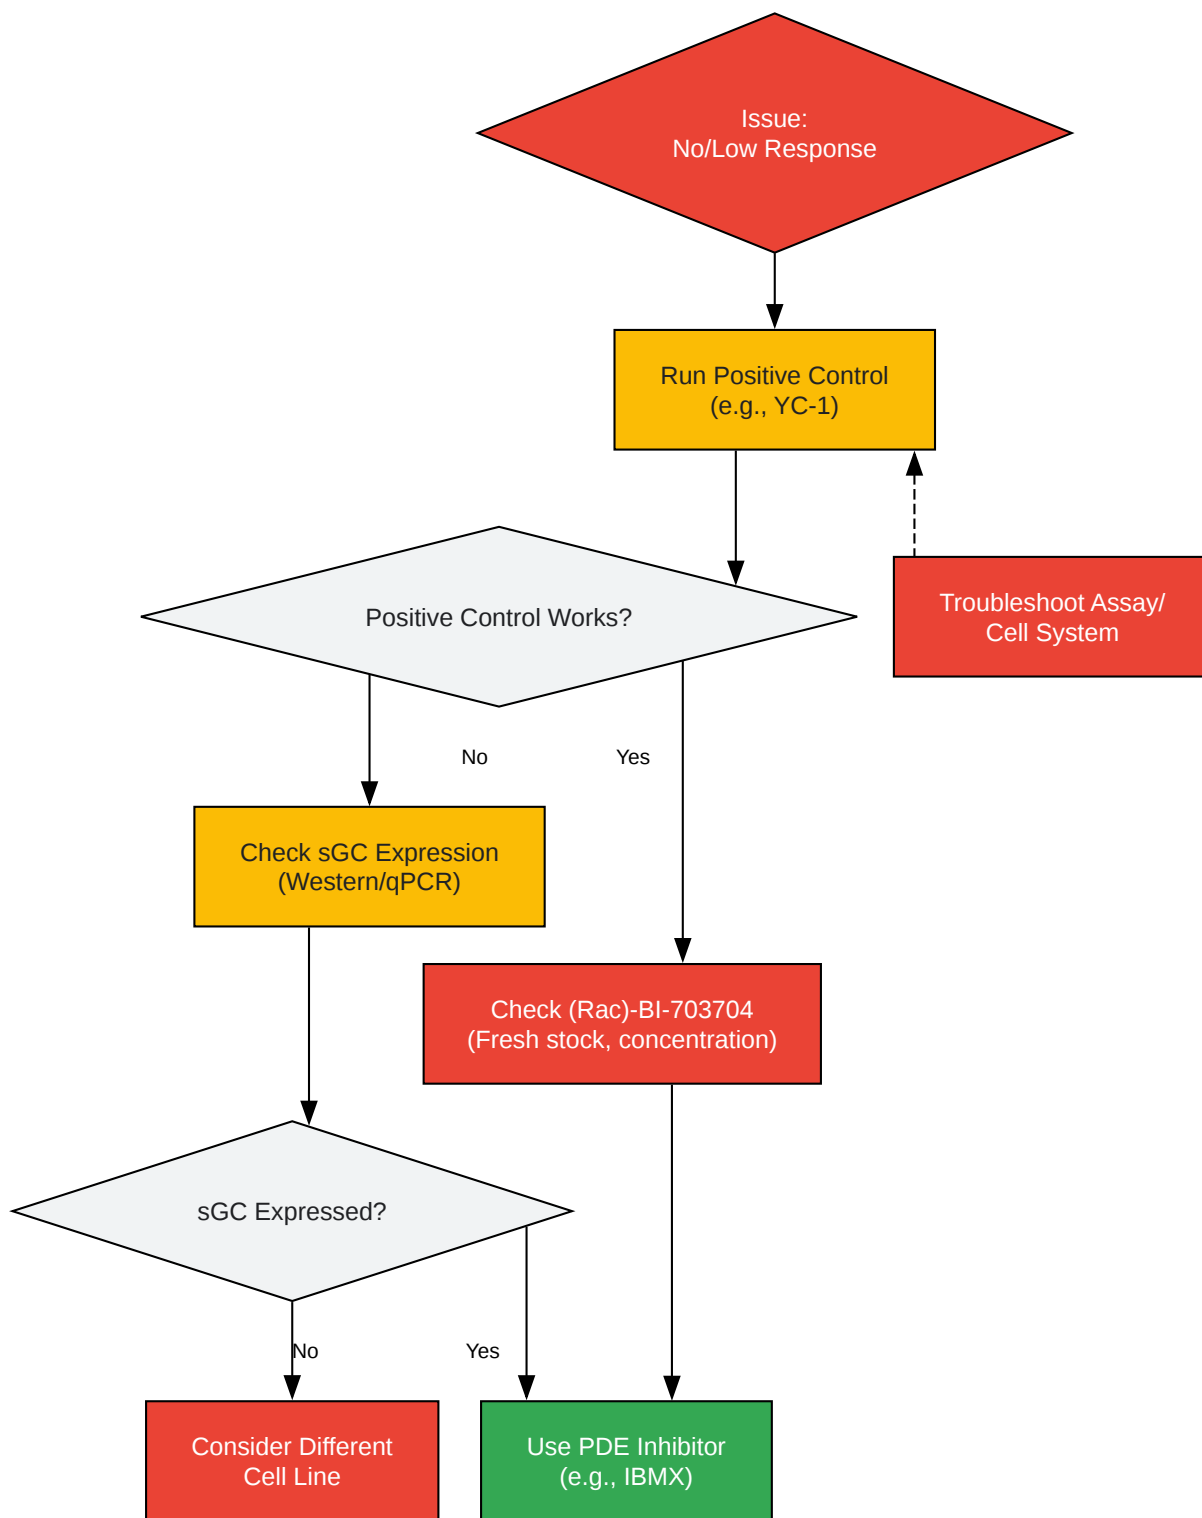 Issue:
No/Low Response
Run Positive Control
(e.g., YC-1)
Positive Control Works?
Troubleshoot Assay/
Cell System
No
Yes
Check sGC Expression
(Western/qPCR)
Check (Rac)-BI-703704
(Fresh stock, concentration)
sGC Expressed?
No
Yes
Consider Different
Cell Line
Use PDE Inhibitor
(e.g., IBMX)